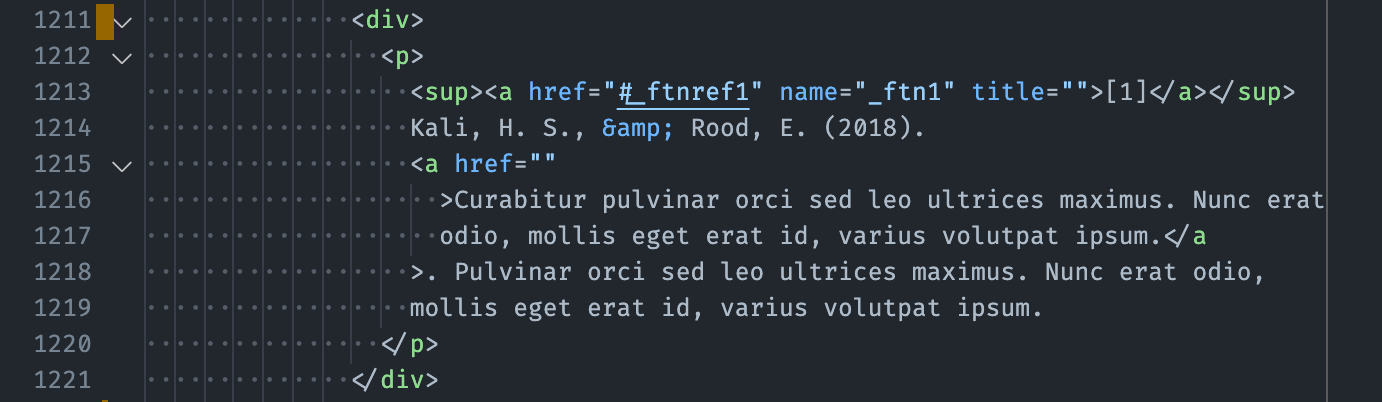 1211 <div>
1212 <p>
1213 <sup><a href="#_ftnref1" name="_ftn1" title="">[1]</a></sup>
1214 Kali, H. S., &amp; Rood, E. (2018).
1215 <a href=""
1216 >Curabitur pulvinar orci sed leo ultrices maximus. Nunc erat
1217 odio, mollis eget erat id, varius volutpat ipsum.</a
1218 >. Pulvinar orci sed leo ultrices maximus. Nunc erat odio,
1219 mollis eget erat id, varius volutpat ipsum.
1220 </p>
1221 </div>